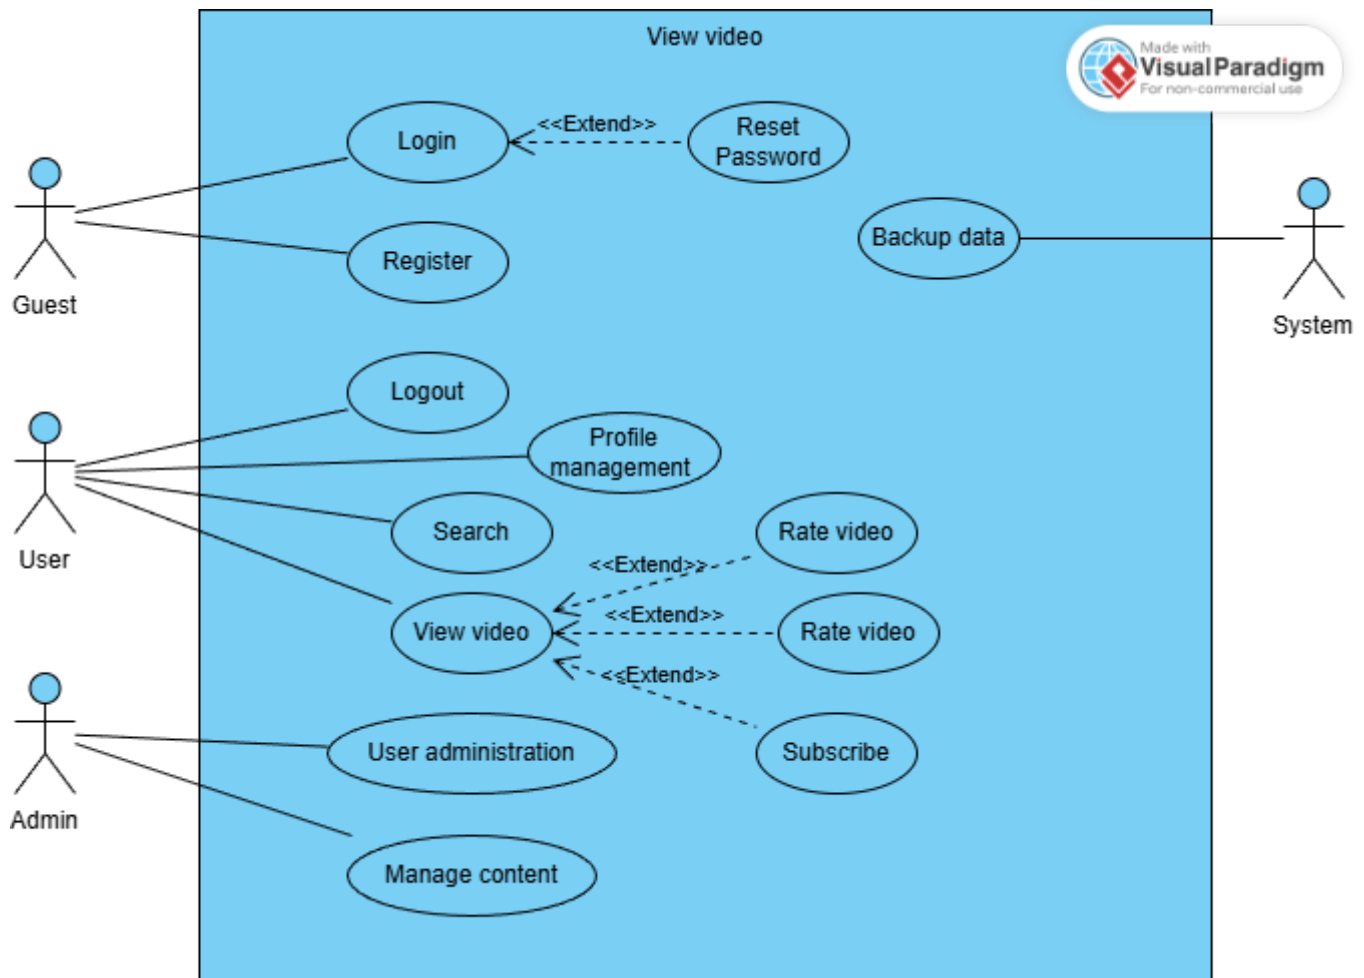 View video
Made with
Visual Paradigm
For non-commercial use
Login
<<Extend>>
Reset
Password
Backup data
Register
Guest
System
Logout
Profile
management
Search
Rate video
User
<<Extend>>
View video
<<Extend>>
Rate video
<<Extend>>
User administration
Subscribe
Admin
Manage content